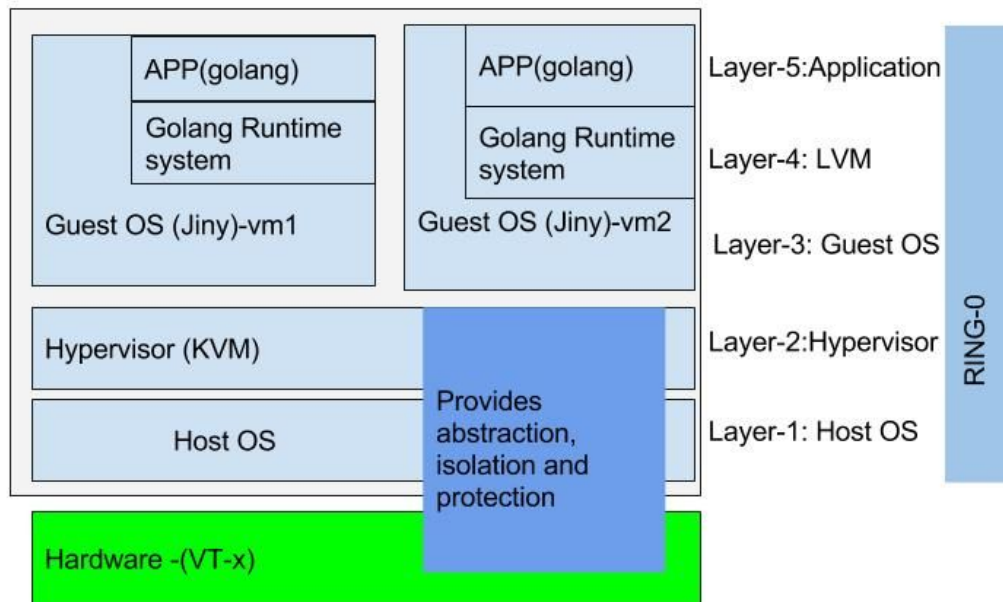 APP(golang)
Golang Runtime
system
Guest OS (Jiny)-vm1
APP(golang)
Golang Runtime
system
Guest OS (Jiny)-vm2
Layer-5:Application
Layer-4: LVM
Layer-3: Guest OS
Layer-2:Hypervisor
Layer-1: Host OS
RING-0
Hypervisor (KVM)
Host OS
Provides
abstraction,
isolation and
protection
Hardware -(VT-x)